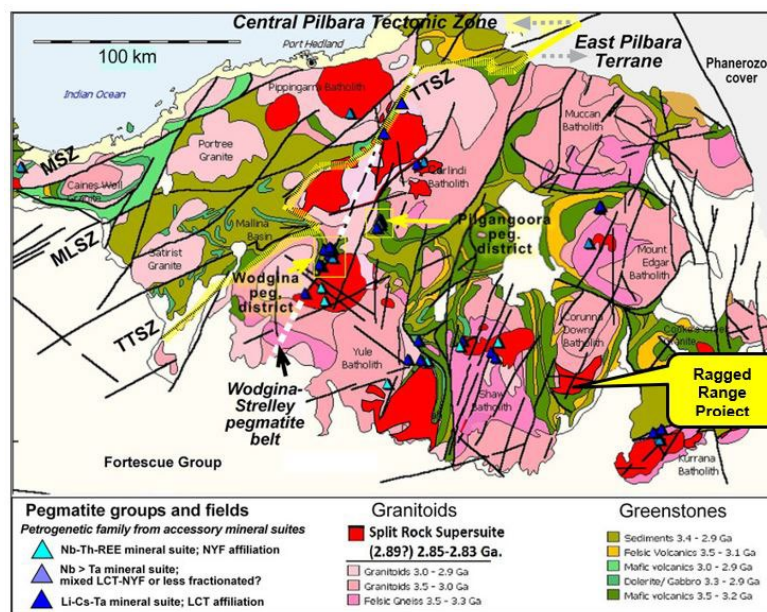 Central Pilbara Tectonic Zone
100 km
Port Hedland
East Pilbara
Terrane
Phanerozo
cover
Indian Ocean
Pippingarra Batholith
TTSZ
Muccan
Batholith
MSZ
Portree
Granite
Carlindi
Batholith
Caines Well
Granite
Pilgangoora
peg.
district
Mallina
Basin
MLSZ
Satirist
Granite
Wodgina
peg.
district
Mount
Edgar
Batholith
TTSZ
Corunna
Downs
Batholith
Cooke's Creek
Granite
Yule
Batholith
Ragged
Range
Project
Wodgina-
Strelley
pegmatite
belt
Shaw
Batholith
Fortescue Group
Kurrana
Batholith
Pegmatite groups and fields
Petrogenetic family from accessory mineral suites
Nb-Th-REE mineral suite; NYF affiliation
Nb > Ta mineral suite;
mixed LCT-NYF or less fractionated?
Li-Cs-Ta mineral suite; LCT affiliation
Granitoids
Split Rock Supersuite
(2.89?) 2.85-2.83 Ga.
Granitoids 3.0 - 2.9 Ga
Granitoids 3.5 - 3.0 Ga
Felsic Gneiss 3.5 - 3.3 Ga
Greenstones
Sediments 3.4 - 2.9 Ga
Felsic Volcanics 3.5 - 3.1 Ga
Mafic volcanics 3.0 - 2.9 Ga
Dolerite/ Gabbro 3.3 - 2.9 Ga
Mafic volcanics 3.5 - 3.2 Ga